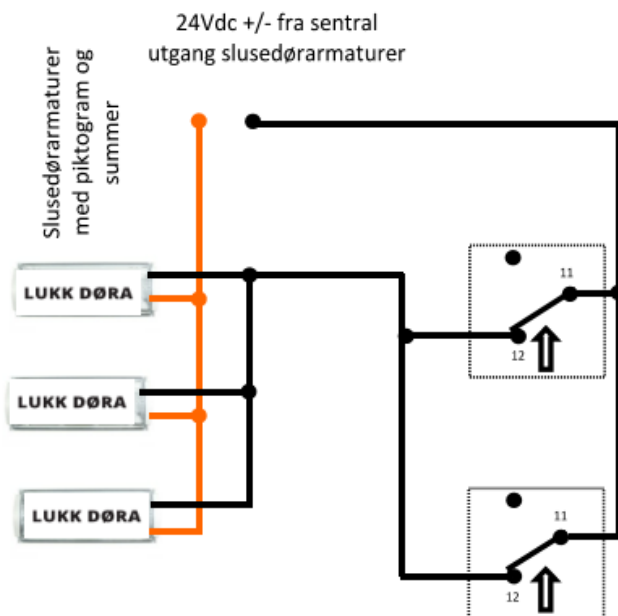 24Vdc +/- fra sentral
utgang slusedørarmaturer
Slusedørarmaturer
med piktogram og
summer
LUKK DØRA
LUKK DØRA
LUKK DØRA
11
12
11
12